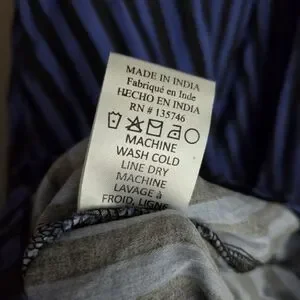 MADE IN INDIA
Fabriqué en Inde
HECHO EN INDIA
RN # 135746
MACHINE
WASH COLD
LINE DRY
MACHINE
LAVAGE à
FROID, LIGNE